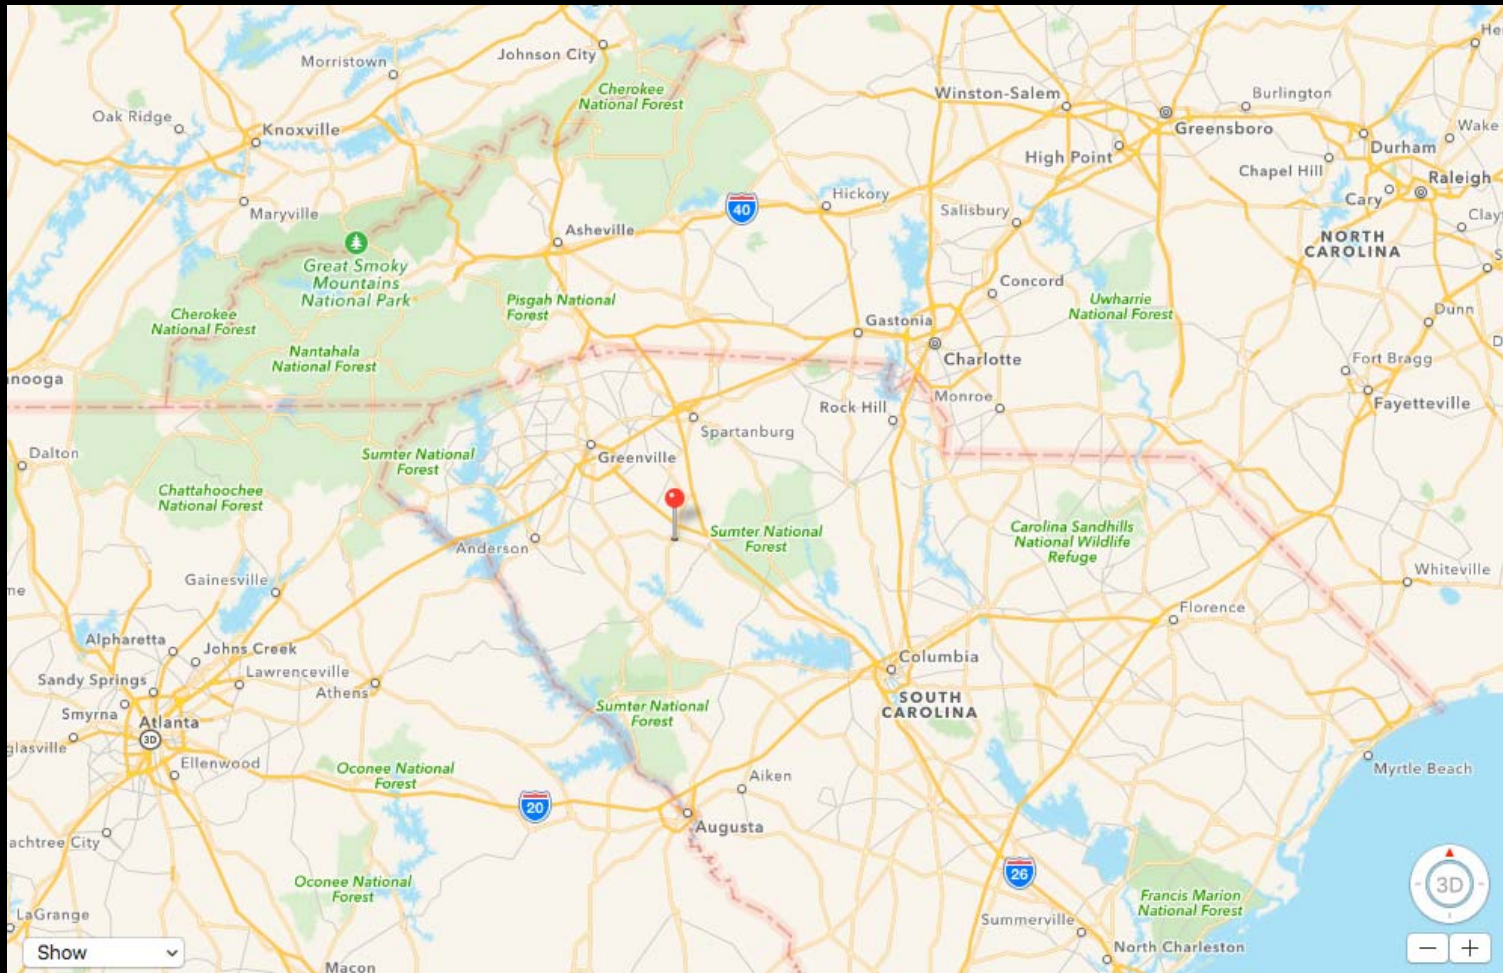 Johnson City
Morristown
Cherokee
National Forest
Winston-Salem
Burlington
Oak Ridge
Knoxville
Greensboro
Wake
Durham
High Point
Chapel Hill
Raleigh
Maryville
40
Hickory
Salisbury
Cary
Clay
Asheville
NORTH
CAROLINA
Great Smoky
Mountains
National Park
Concord
Pisgah National
Forest
Uwharrie
National Forest
Dunn
Cherokee
National Forest
Gastonia
Nantahala
National Forest
Charlotte
Fort Bragg
nooga
Monroe
Rock Hill
Fayetteville
Spartanburg
Dalton
Sumter National
Forest
Greenville
Chattahoochee
National Forest
Sumter National
Forest
Carolina Sandhills
National Wildlife
Refuge
Anderson
Gainesville
Whiteville
Florence
Alpharetta
Johns Creek
Columbia
Sandy Springs
Lawrenceville
Athens
SOUTH
CAROLINA
Smyrna
Atlanta
3D
Sumter National
Forest
glasville
Ellenwood
Oconee National
Forest
Aiken
Myrtle Beach
20
Augusta
achtree City
26
3D
Oconee National
Forest
Francis Marion
National Forest
LaGrange
Summerville
Show
Macon
North Charleston